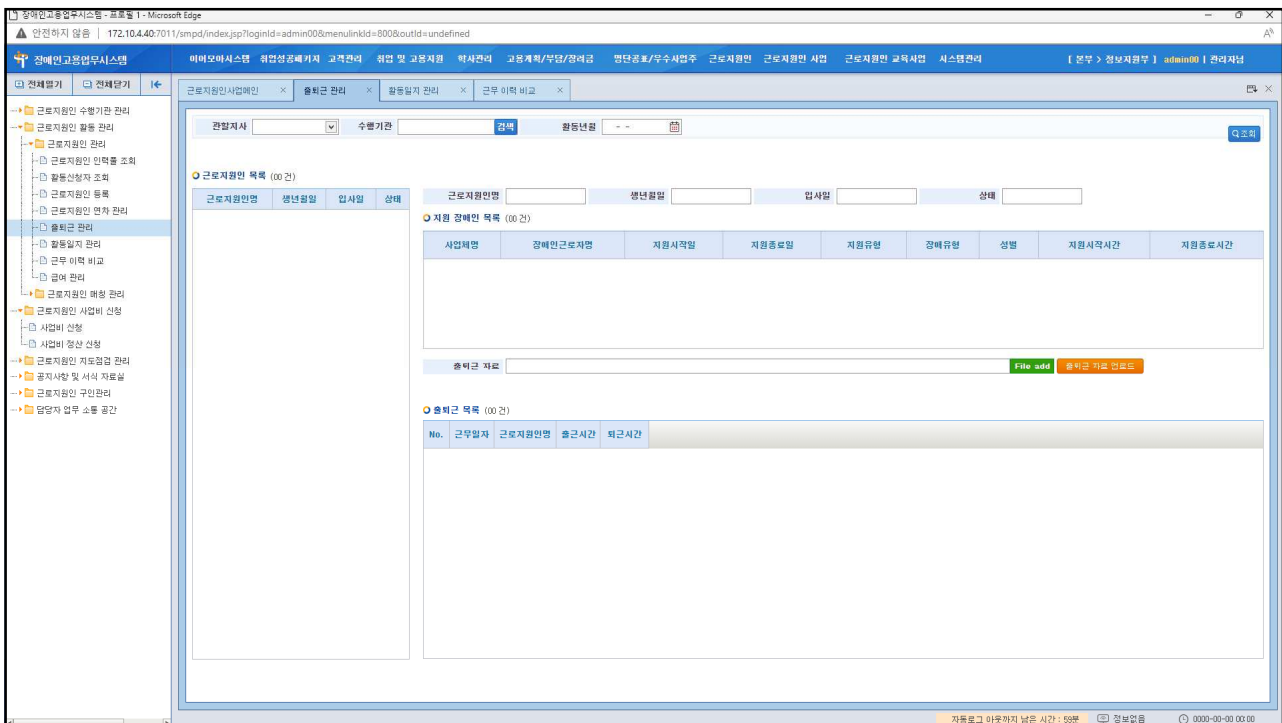 장애인고용업무시스템 - 프로필 1 - Microsoft Edge
안전하지 않음 | 172.10.4.40:7011/smpd/index.jsp?loginId=admin00&menulinkId=800&outId=undefined
장애인고용업무시스템
이어모아시스템 취업성공패키지 고객관리 취업 및 고용지원 학사관리 고용계획/부담/장려금 명단공표/우수사업주 근로지원인 근로지원인 사업 근로지원인 교육사업 시스템관리
[ 본부 > 정보지원부 ] admin00 | 관리자님
전체열기 전체닫기
근로지원인사업메인 × 출퇴근 관리 × 활동일지 관리 × 근무 이력 비교 ×
근로지원인 수행기관 관리
근로지원인 활동 관리
근로지원인 관리
근로지원인 인력풀 조회
활동신청자 조회
근로지원인 등록
근로지원인 연차 관리
출퇴근 관리
활동일지 관리
근무 이력 비교
급여 관리
근로지원인 매칭 관리
근로지원인 사업비 신청
사업비 신청
사업비 정산 신청
근로지원인 지도점검 관리
공지사항 및 서식 자료실
근로지원인 구인관리
담당자 업무 소통 공간
관할지사 수행기관 검색 활동년월 - -
조회
근로지원인 목록 (00 건)
근로지원인명 생년월일 입사일 상태
근로지원인명 생년월일 입사일 상태
지원 장애인 목록 (00 건)
사업체명 장애인근로자명 지원시작일 지원종료일 지원유형 장애유형 성별 지원시작시간 지원종료시간
출퇴근 자료 File add 출퇴근 자료 업로드
출퇴근 목록 (00 건)
No. 근무일자 근로지원인명 출근시간 퇴근시간
자동로그 아웃까지 남은 시간 : 59분 정보없음 0000-00-00 00:00